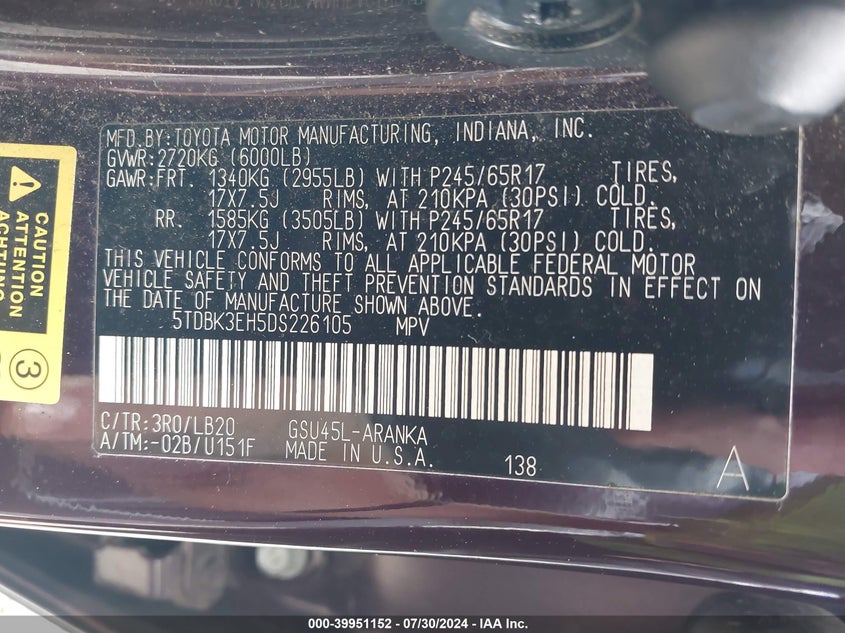 MFD.BY:TOYOTA MOTOR MANUFACTURING, INDIANA, INC.
GVWR:2720KG (6000LB)
GAWR:FRT. 1340KG (2955LB) WITH P245/65R17 TIRES,
17X7.5J RIMS, AT 210KPA (30PSI) COLD.
RR. 1585KG (3505LB) WITH P245/65R17 TIRES,
17X7.5J RIMS, AT 210KPA (30PSI) COLD.
THIS VEHICLE CONFORMS TO ALL APPLICABLE FEDERAL MOTOR
VEHICLE SAFETY AND THEFT PREVENTION STANDARDS IN EFFECT ON
THE DATE OF MANUFACTURE SHOWN ABOVE.
5TDBK3EH5DS226105 MPV
C/TR:3R0/LB20 GSU45L-ARANKA
A/TM:-02B/U151F MADE IN U.S.A.
138
A
CAUTION
ATTENTION
ACHTUNG
3
000-39951152 - 07/30/2024 - IAA Inc.